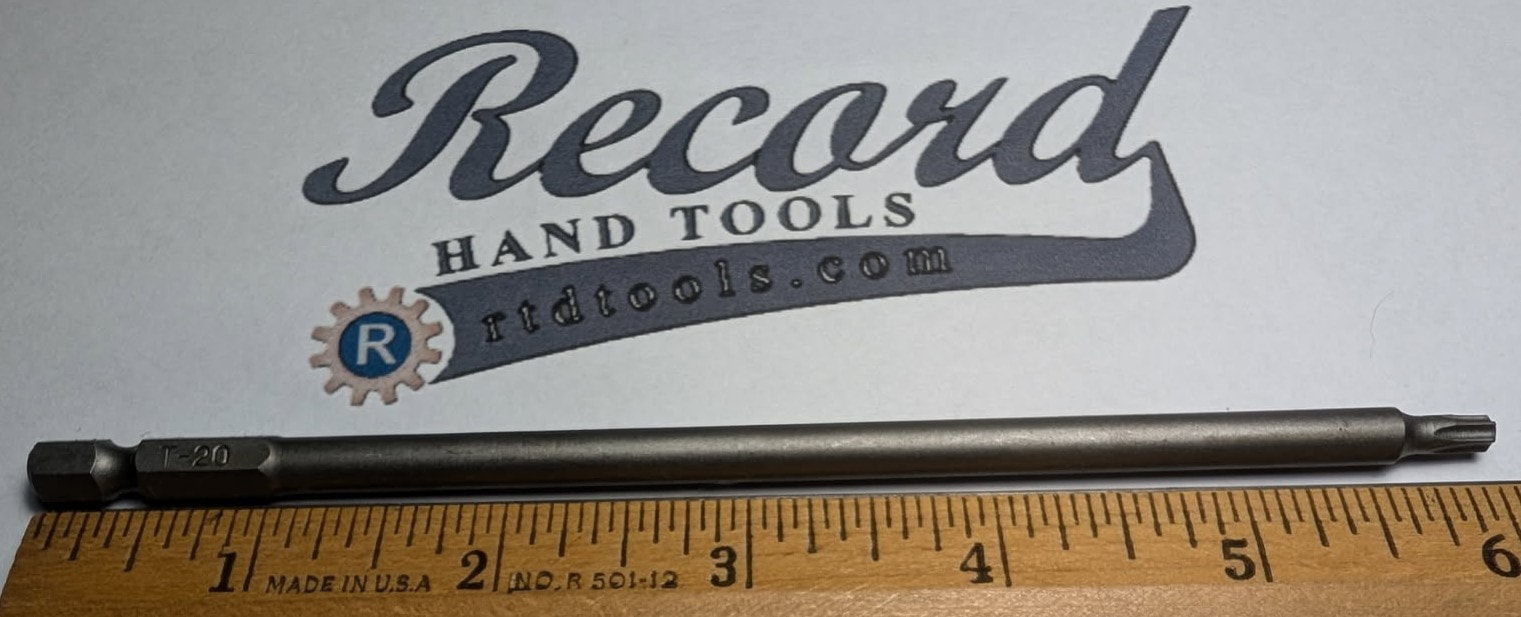 Record
HAND TOOLS
rtdtools.com
R
T-20
1 2 3 4 5 6
MADE IN U.S.A NO. R 501-12